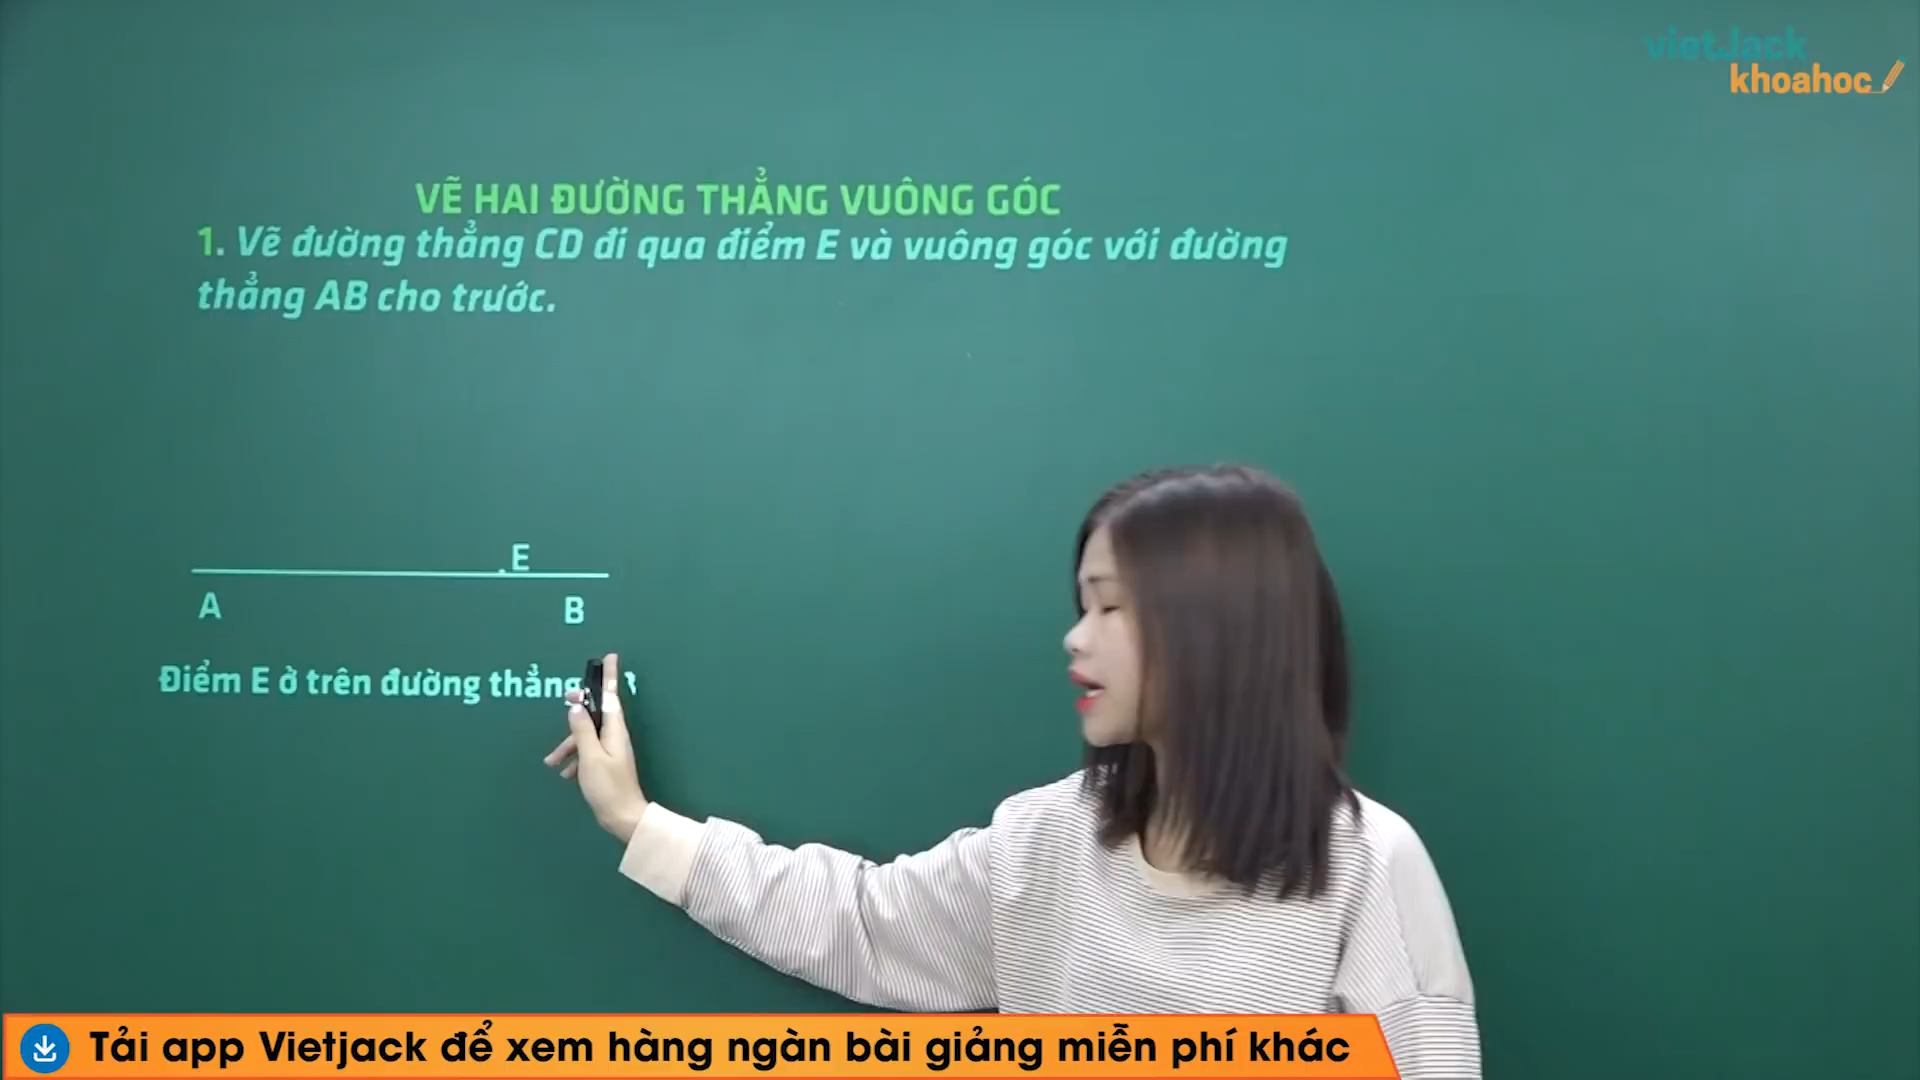 vietJack
khoahoc
VẼ HAI ĐƯỜNG THẲNG VUÔNG GÓC
1. Vẽ đường thẳng CD đi qua điểm E và vuông góc với đường
thẳng AB cho trước.
.E
A B
Điểm E ở trên đường thẳng
Tải app Vietjack để xem hàng ngàn bài giảng miễn phí khác